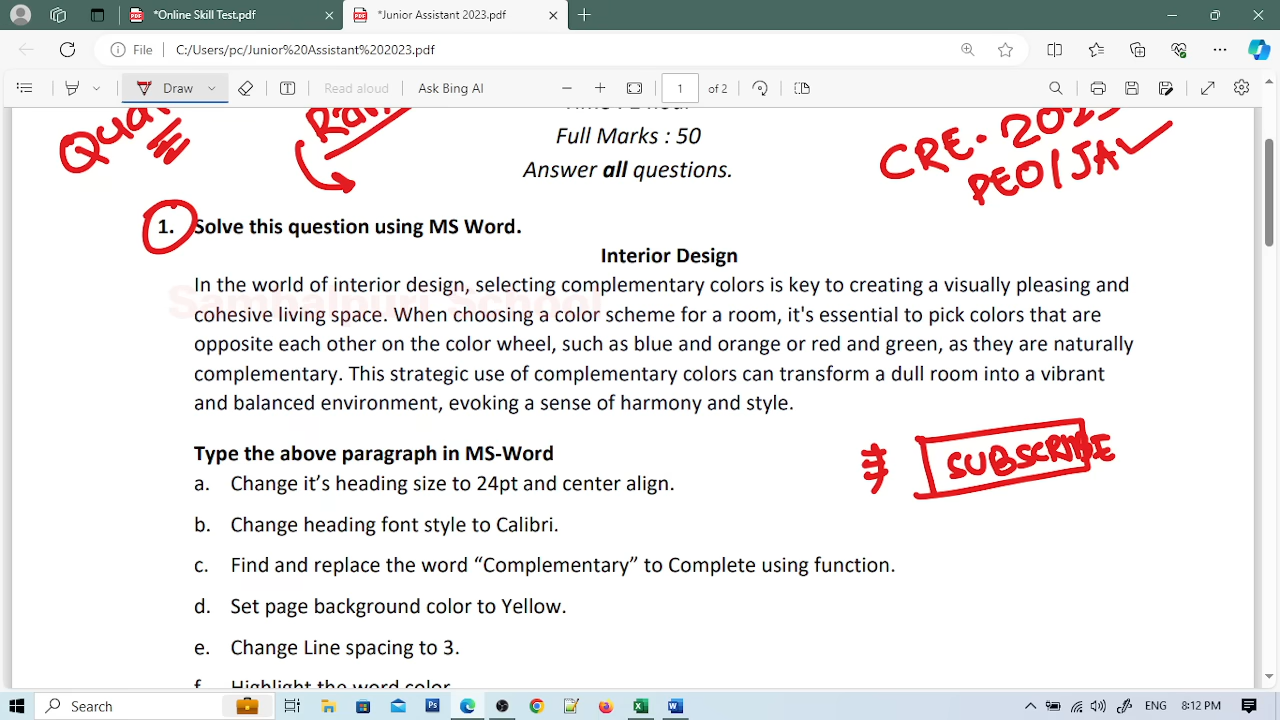 *Online Skill Test.pdf
*Junior Assistant 2023.pdf
File C:/Users/pc/Junior%20Assistant%202023.pdf
Draw Read aloud Ask Bing AI 1 of 2
Full Marks : 50
CRE. 202
PEO/JA
Answer all questions.
1. Solve this question using MS Word.
Interior Design
In the world of interior design, selecting complementary colors is key to creating a visually pleasing and
Sambalpuri School
cohesive living space. When choosing a color scheme for a room, it's essential to pick colors that are
opposite each other on the color wheel, such as blue and orange or red and green, as they are naturally
complementary. This strategic use of complementary colors can transform a dull room into a vibrant
and balanced environment, evoking a sense of harmony and style.
SUBSCRIBE
Type the above paragraph in MS-Word
a. Change it’s heading size to 24pt and center align.
b. Change heading font style to Calibri.
c. Find and replace the word “Complementary” to Complete using function.
d. Set page background color to Yellow.
e. Change Line spacing to 3.
f. Highlight the word color
Search ENG 8:12 PM